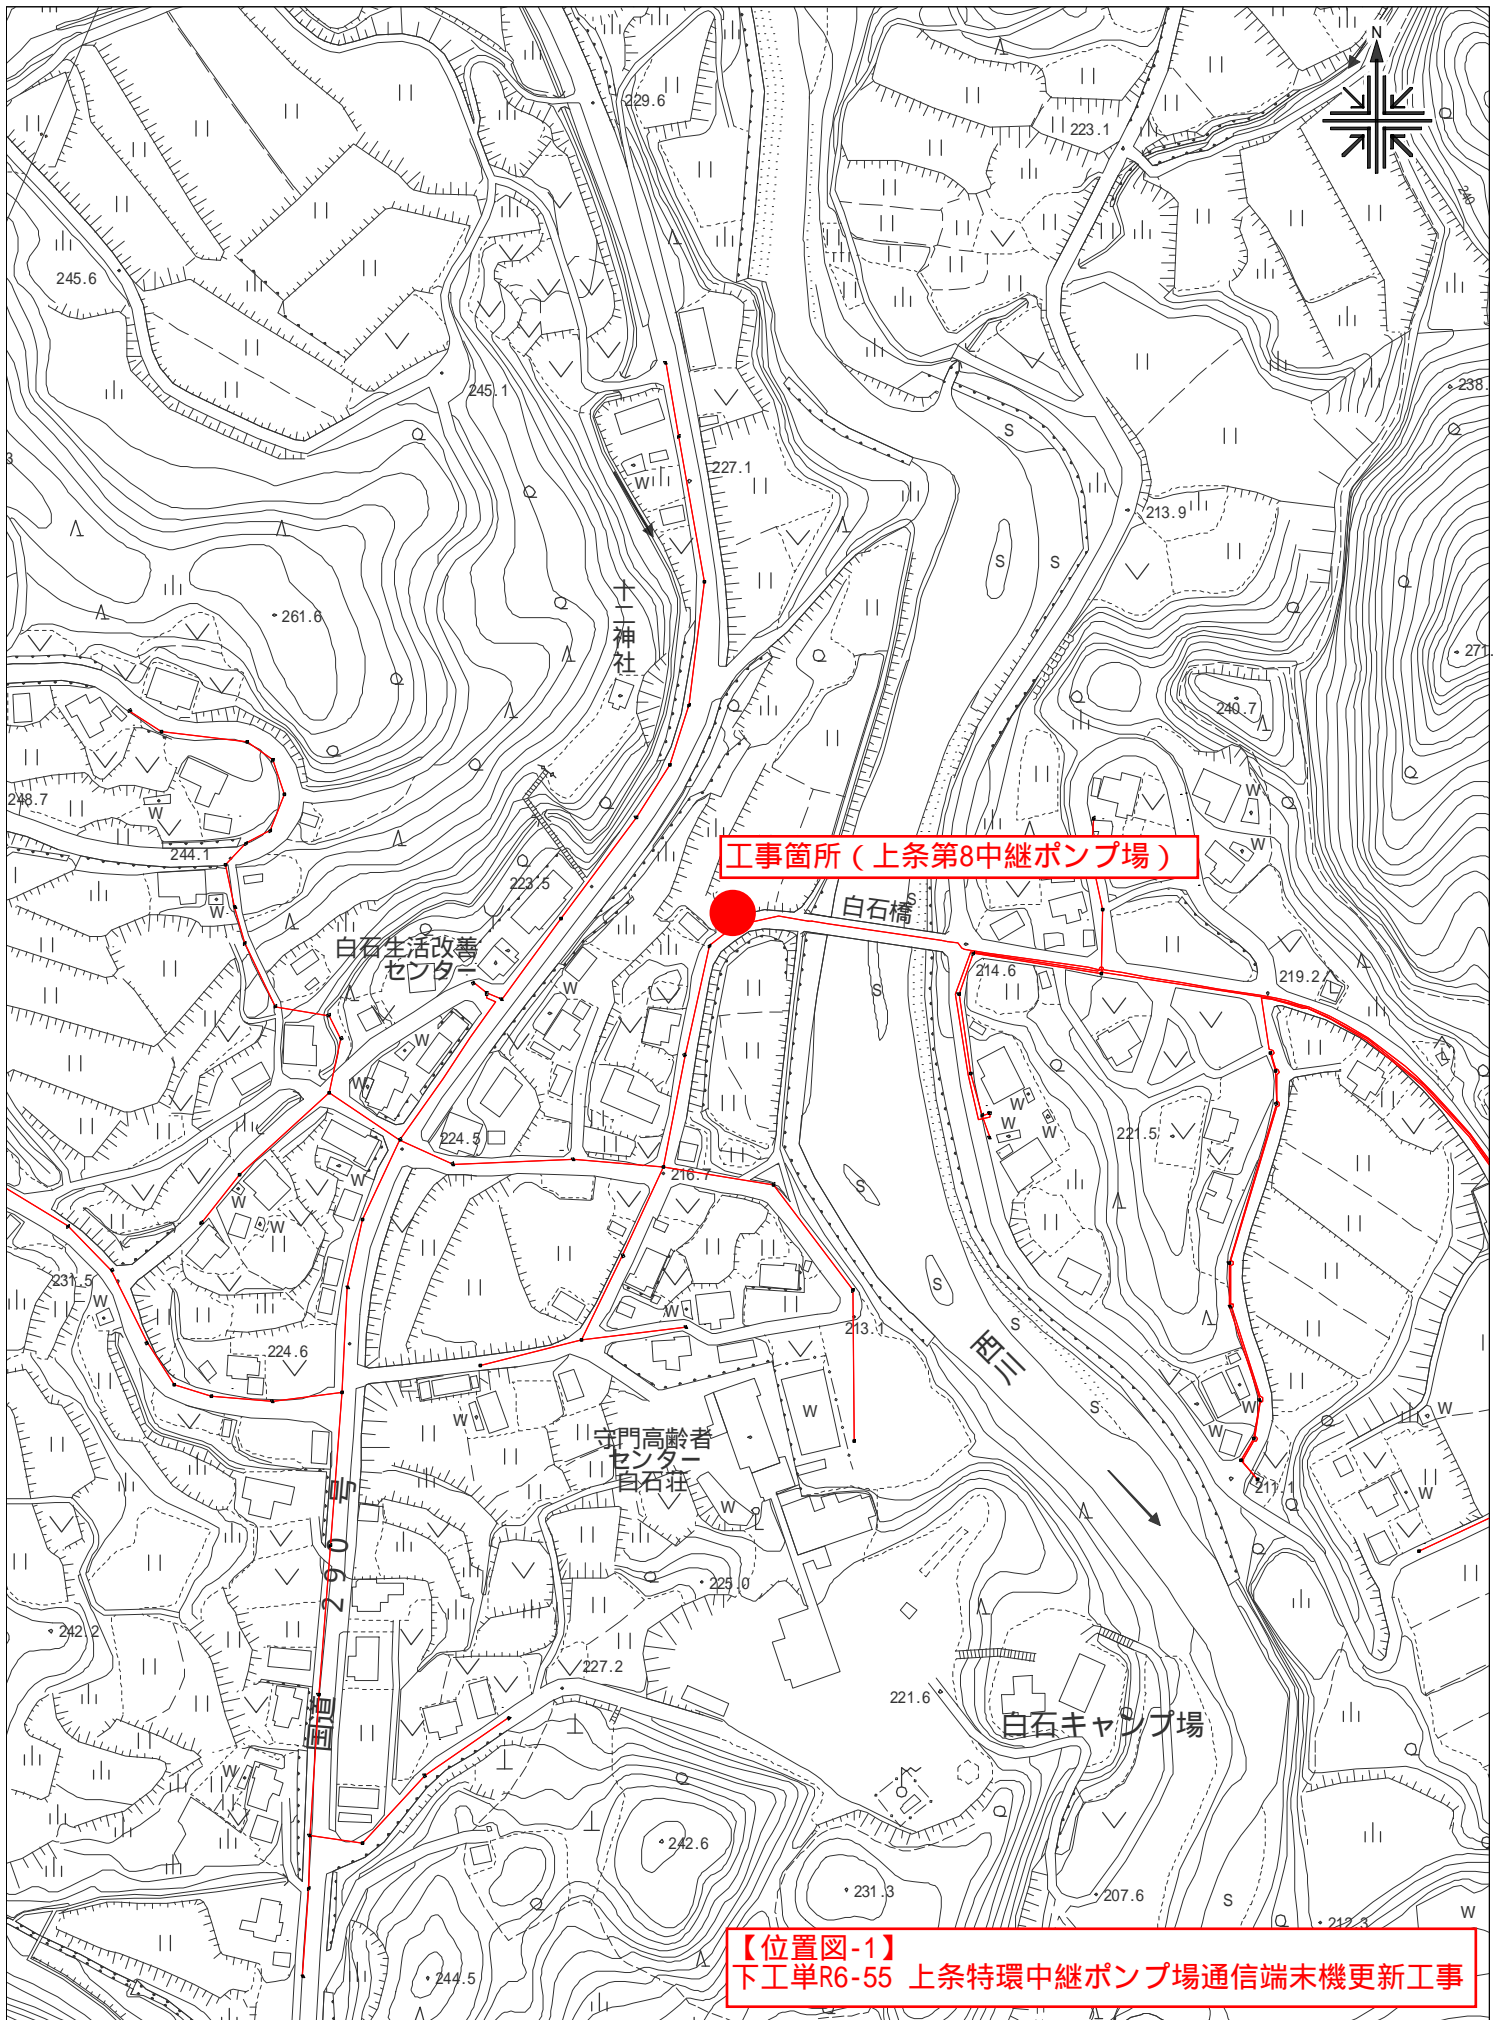 N
229.6
223.1
240
245.6
245.1
238.
S
227.1
W
213.9
S
S
十二神社
261.6
271.
240.7
248.7
W
W
W
244.1
223.5
工事箇所（上条第8中継ポンプ場）
W
白石橋
S
白石生活改善
センター
214.6
219.2
W
S
W
W
W
W
224.5
221.5
216.7
W
W
W
S
231.5
W
S
W
213.1
西川
S
224.6
S
W
W
W
W
W
守門高齢者
センター
白石荘
W
211.1
W
国道 290 号
225.0
242.2
227.2
221.6
白石キャンプ場
W
242.6
231.3
207.6
S
212.3
W
244.5
【位置図-1】
下工単R6-55 上条特環中継ポンプ場通信端末機更新工事